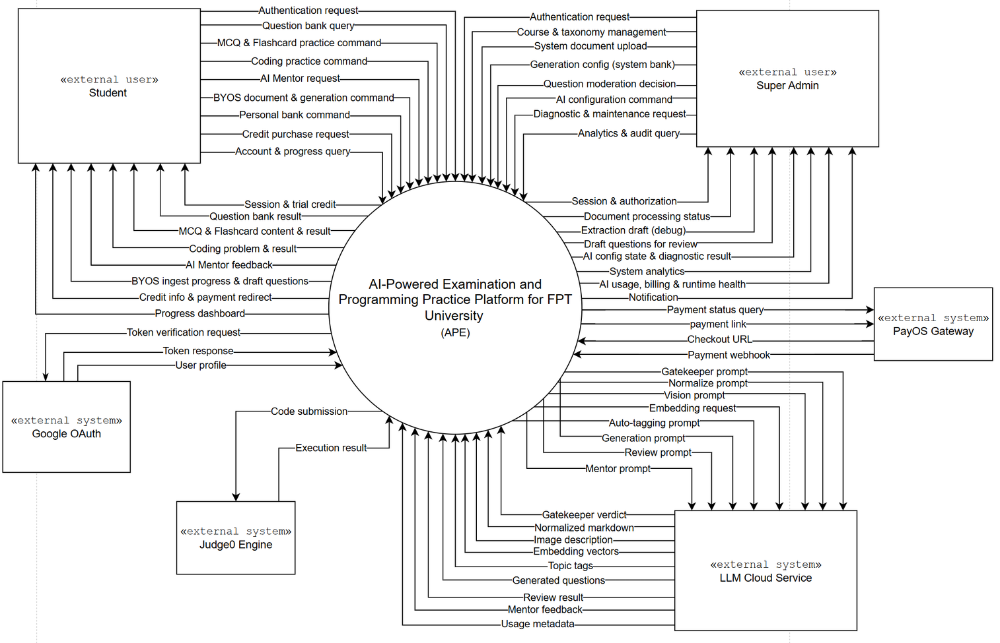 Authentication request
Question bank query
MCQ & Flashcard practice command
Coding practice command
AI Mentor request
BYOS document & generation command
Personal bank command
Credit purchase request
Account & progress query
«external user»
Student
Authentication request
Course & taxonomy management
System document upload
Generation config (system bank)
Question moderation decision
AI configuration command
Diagnostic & maintenance request
Analytics & audit query
«external user»
Super Admin
Session & trial credit
Question bank result
MCQ & Flashcard content & result
Coding problem & result
AI Mentor feedback
BYOS ingest progress & draft questions
Credit info & payment redirect
Progress dashboard
Session & authorization
Document processing status
Extraction draft (debug)
Draft questions for review
AI config state & diagnostic result
System analytics
AI usage, billing & runtime health
Notification
AI-Powered Examination and
Programming Practice Platform for FPT
University
(APE)
Payment status query
payment link
Checkout URL
Payment webhook
«external system»
PayOS Gateway
Token verification request
Token response
User profile
«external system»
Google OAuth
Code submission
Execution result
«external system»
Judge0 Engine
Gatekeeper prompt
Normalize prompt
Vision prompt
Embedding request
Auto-tagging prompt
Generation prompt
Review prompt
Mentor prompt
Gatekeeper verdict
Normalized markdown
Image description
Embedding vectors
Topic tags
Generated questions
Review result
Mentor feedback
Usage metadata
«external system»
LLM Cloud Service